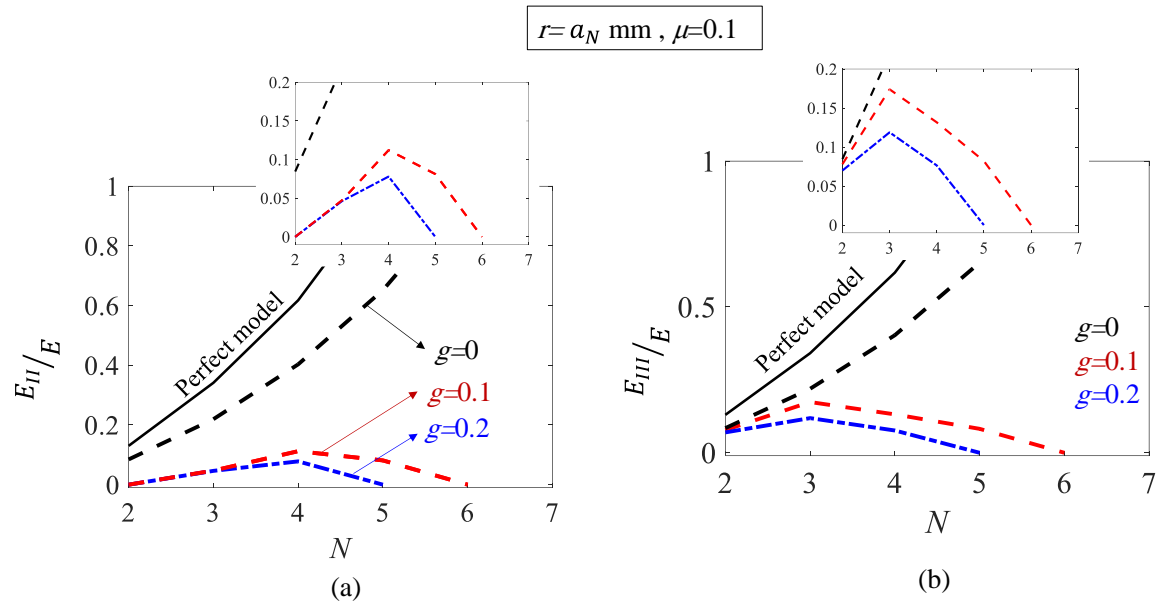 r= a_N mm , μ=0.1
0.2
0.15
0.1
0.05
0
2 3 4 5 6 7
1
0.8
0.6
0.4
0.2
0
E_II/E
Perfect model
g=0
g=0.1
g=0.2
2 3 4 5 6 7
N
(a)
0.2
0.15
0.1
0.05
0
2 3 4 5 6 7
1
0.5
0
E_III/E
Perfect model
g=0
g=0.1
g=0.2
2 3 4 5 6 7
N
(b)